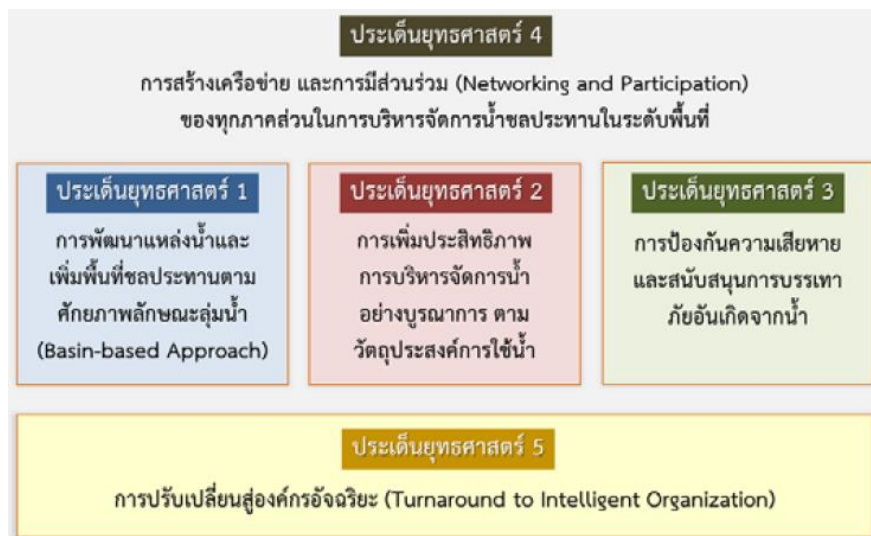 ประเด็นยุทธศาสตร์ 4
การสร้างเครือข่าย และการมีส่วนร่วม (Networking and Participation)
ของทุกภาคส่วนในการบริหารจัดการน้ำชลประทานในระดับพื้นที่
ประเด็นยุทธศาสตร์ 1
การพัฒนาแหล่งน้ำและ
เพิ่มพื้นที่ชลประทานตาม
ศักยภาพลักษณะลุ่มน้ำ
(Basin-based Approach)
ประเด็นยุทธศาสตร์ 2
การเพิ่มประสิทธิภาพ
การบริหารจัดการน้ำ
อย่างบูรณาการ ตาม
วัตถุประสงค์การใช้น้ำ
ประเด็นยุทธศาสตร์ 3
การป้องกันความเสียหาย
และสนับสนุนการบรรเทา
ภัยอันเกิดจากน้ำ
ประเด็นยุทธศาสตร์ 5
การปรับเปลี่ยนสู่องค์กรอัจฉริยะ (Turnaround to Intelligent Organization)